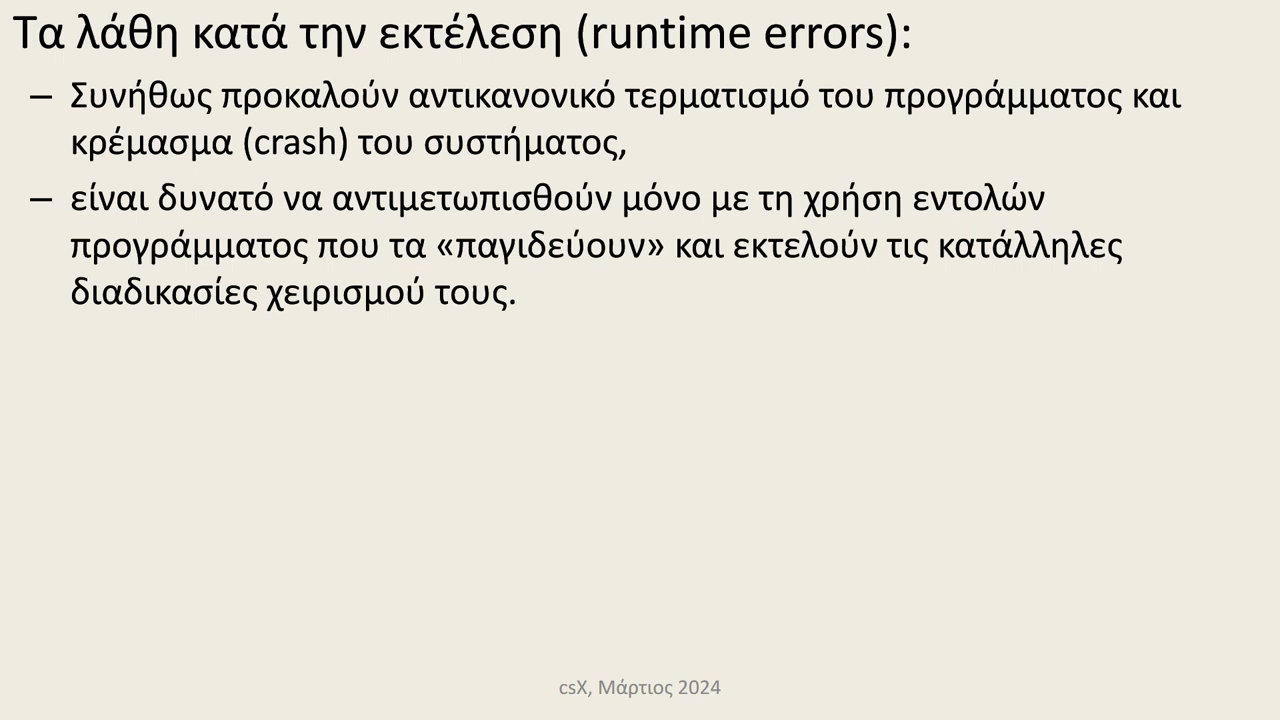 Τα λάθη κατά την εκτέλεση (runtime errors):
– Συνήθως προκαλούν αντικανονικό τερματισμό του προγράμματος και
κρέμασμα (crash) του συστήματος,
– είναι δυνατό να αντιμετωπισθούν μόνο με τη χρήση εντολών
προγράμματος που τα «παγιδεύουν» και εκτελούν τις κατάλληλες
διαδικασίες χειρισμού τους.
csX, Μάρτιος 2024